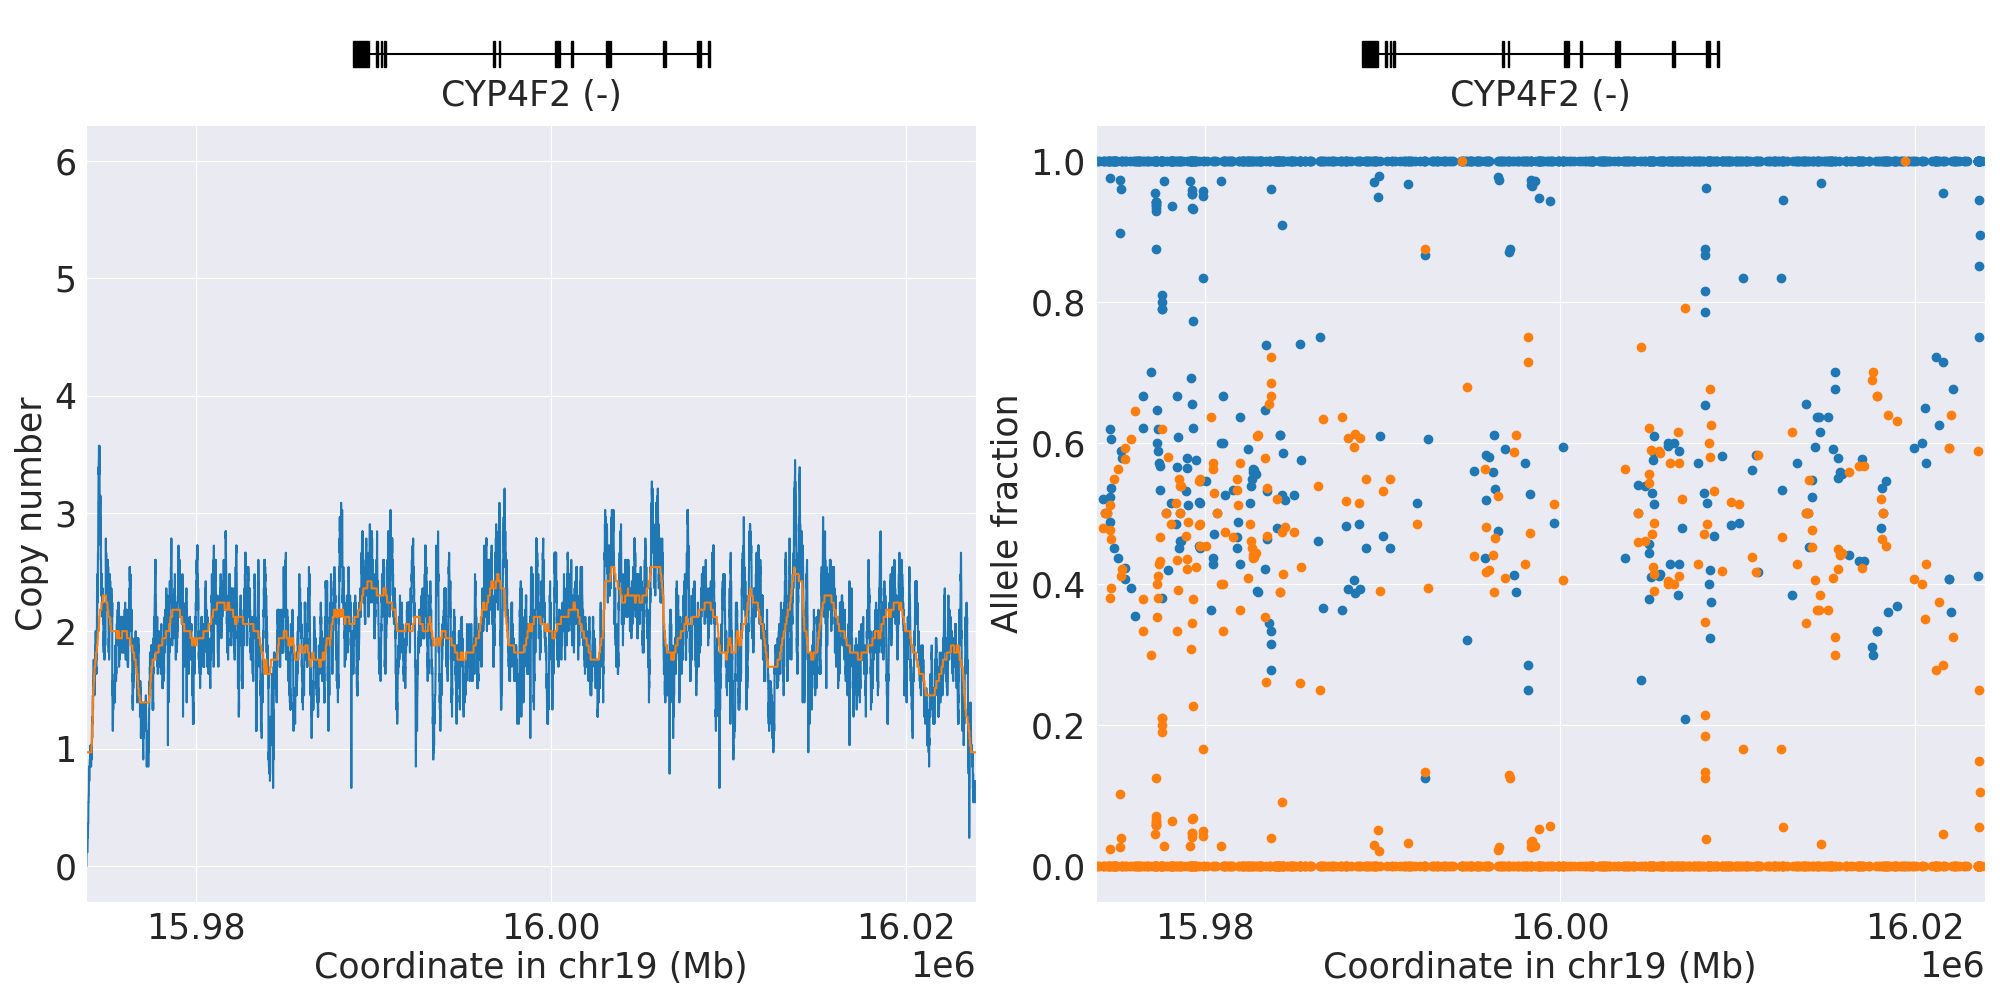 CYP4F2 (-)
6
5
4
3
2
1
0
Copy number
15.98
16.00
16.02
Coordinate in chr19 (Mb)
1e6
CYP4F2 (-)
1.0
0.8
0.6
0.4
0.2
0.0
Allele fraction
15.98
16.00
16.02
Coordinate in chr19 (Mb)
1e6